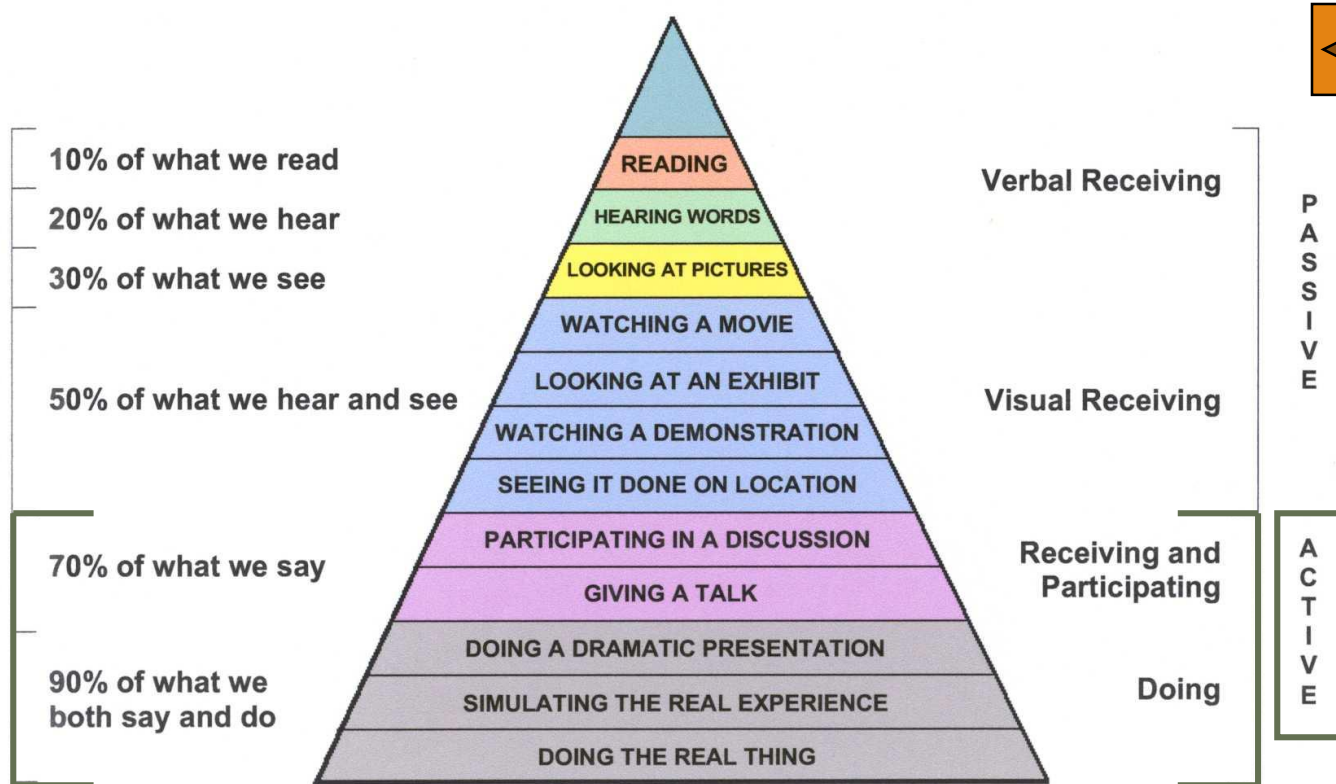 10% of what we read
20% of what we hear
30% of what we see
50% of what we hear and see
70% of what we say
90% of what we
both say and do
READING
HEARING WORDS
LOOKING AT PICTURES
WATCHING A MOVIE
LOOKING AT AN EXHIBIT
WATCHING A DEMONSTRATION
SEEING IT DONE ON LOCATION
PARTICIPATING IN A DISCUSSION
GIVING A TALK
DOING A DRAMATIC PRESENTATION
SIMULATING THE REAL EXPERIENCE
DOING THE REAL THING
Verbal Receiving
Visual Receiving
Receiving and
Participating
Doing
PASSIVE
ACTIVE